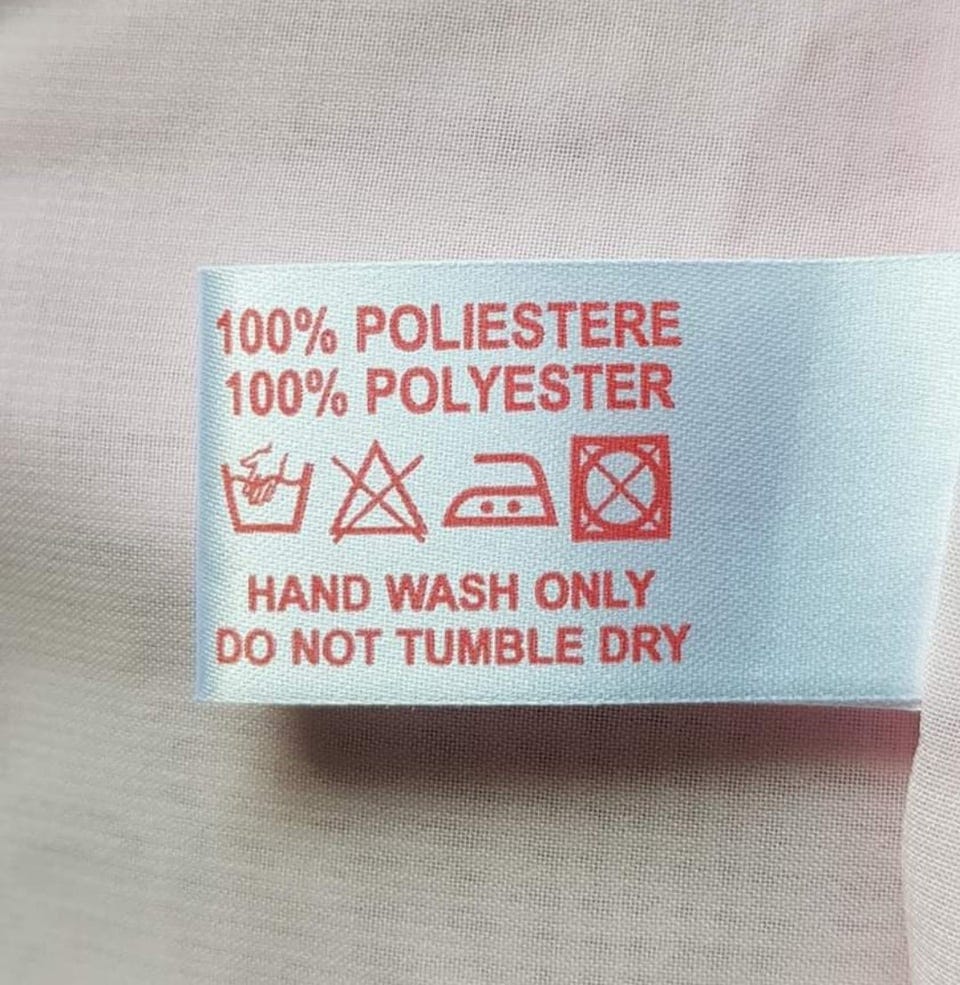 100% POLIESTERE
100% POLYESTER
HAND WASH ONLY
DO NOT TUMBLE DRY